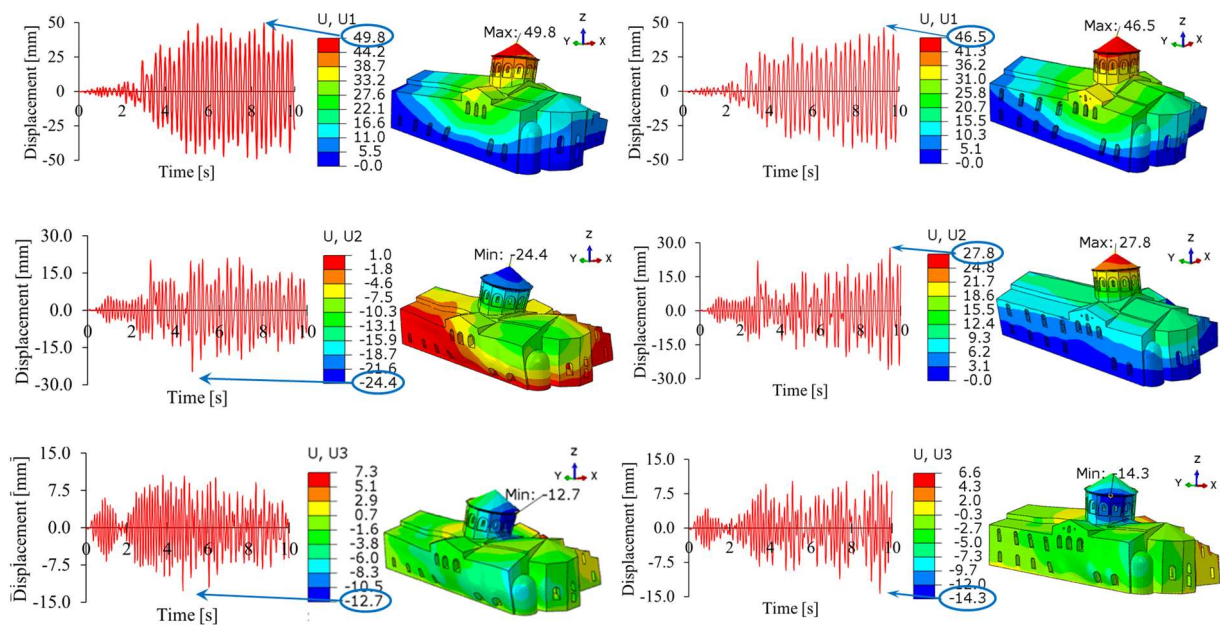 Displacement [mm]
50
25
0
-25
-50
0 2 4 6 8 10
Time [s]
U, U1
49.8
44.2
38.7
33.2
27.6
22.1
16.6
11.0
5.5
-0.0
Max: 49.8
Z
Y X
Displacement [mm]
50
25
0
-25
-50
0 2 4 6 8 10
Time [s]
U, U1
46.5
41.3
36.2
31.0
25.8
20.7
15.5
10.3
5.1
-0.0
Max: 46.5
Z
Y X
Displacement [mm]
30.0
15.0
0.0
-15.0
-30.0
0 2 4 6 8 10
Time [s]
U, U2
1.0
-1.8
-4.6
-7.5
-10.3
-13.1
-15.9
-18.7
-21.6
-24.4
Min: -24.4
Z
Y X
Displacement [mm]
30.0
15.0
0.0
-15.0
-30.0
0 2 4 6 8 10
Time [s]
U, U2
27.8
24.8
21.7
18.6
15.5
12.4
9.3
6.2
3.1
-0.0
Max: 27.8
Z
Y X
Displacement [mm]
15.0
7.5
0.0
-7.5
-15.0
0 2 4 6 8 10
Time [s]
U, U3
7.3
5.1
2.9
0.7
-1.6
-3.8
-6.0
-8.3
-10.5
-12.7
Min: -12.7
Z
Y X
Displacement [mm]
15.0
7.5
0.0
-7.5
-15.0
0 2 4 6 8 10
Time [s]
U, U3
6.6
4.3
2.0
-0.3
-2.7
-5.0
-7.3
-9.7
-12.0
-14.3
Min: -14.3
Z
Y X